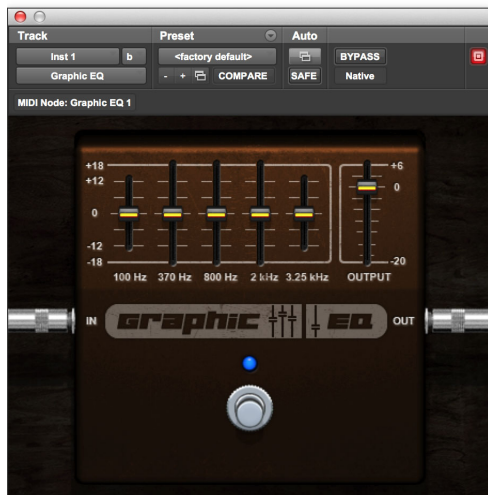 Track Preset Auto
Inst 1 b <factory default> BYPASS
Graphic EQ - + COMPARE SAFE Native
MIDI Node: Graphic EQ 1
+18 +6
+12 0
0
-12
-18 -20
100 Hz 370 Hz 800 Hz 2 kHz 3.25 kHz OUTPUT
IN Graphic EQ OUT